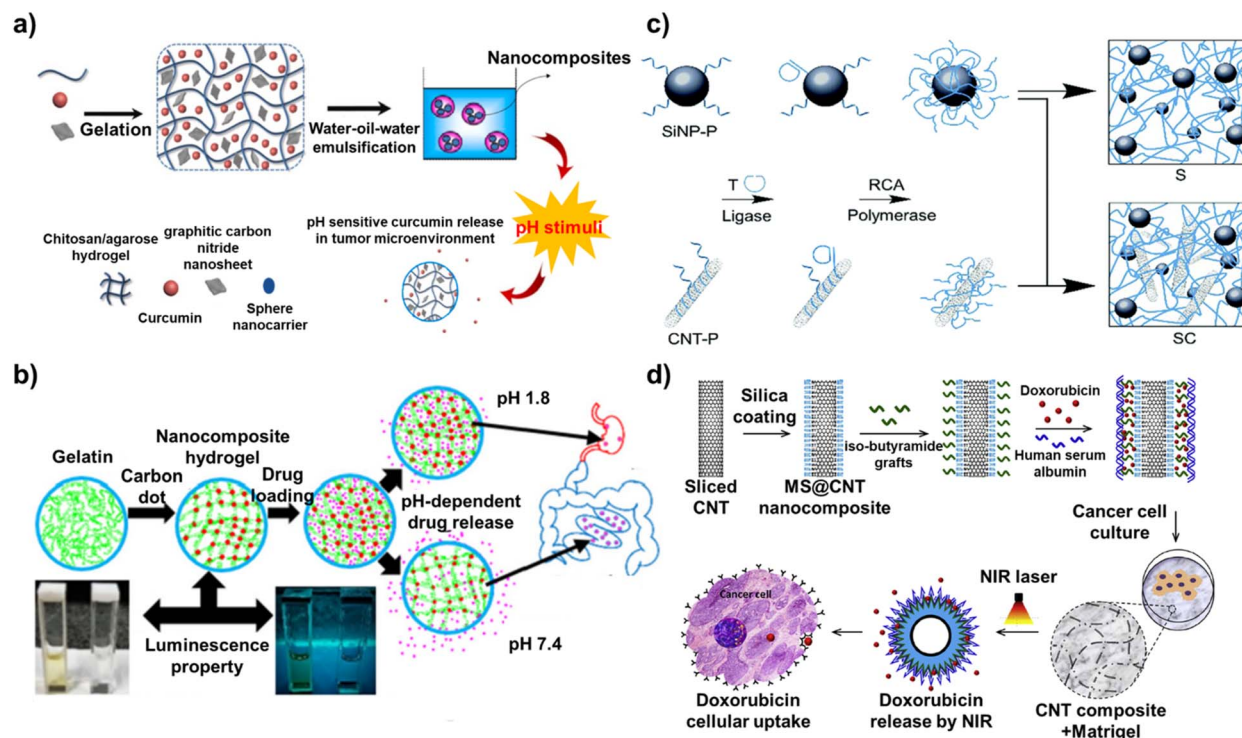 a)
Gelation
Water-oil-water
emulsification
Nanocomposites
pH stimuli
pH sensitive curcumin release
in tumor microenvironment
Chitosan/agarose
hydrogel
Curcumin
graphitic carbon
nitride
nanosheet
Sphere
nanocarrier
b)
Gelatin
Carbon
dot
Nanocomposite
hydrogel
Drug
loading
pH-dependent
drug release
pH 1.8
pH 7.4
Luminescence
property
c)
SiNP-P
T
Ligase
RCA
Polymerase
CNT-P
S
SC
d)
Sliced
CNT
Silica
coating
MS@CNT
nanocomposite
iso-butyramide
grafts
Doxorubicin
Human serum
albumin
Cancer cell
culture
CNT composite
+Matrigel
NIR laser
Doxorubicin
release by NIR
Cancer cell
Doxorubicin
cellular uptake